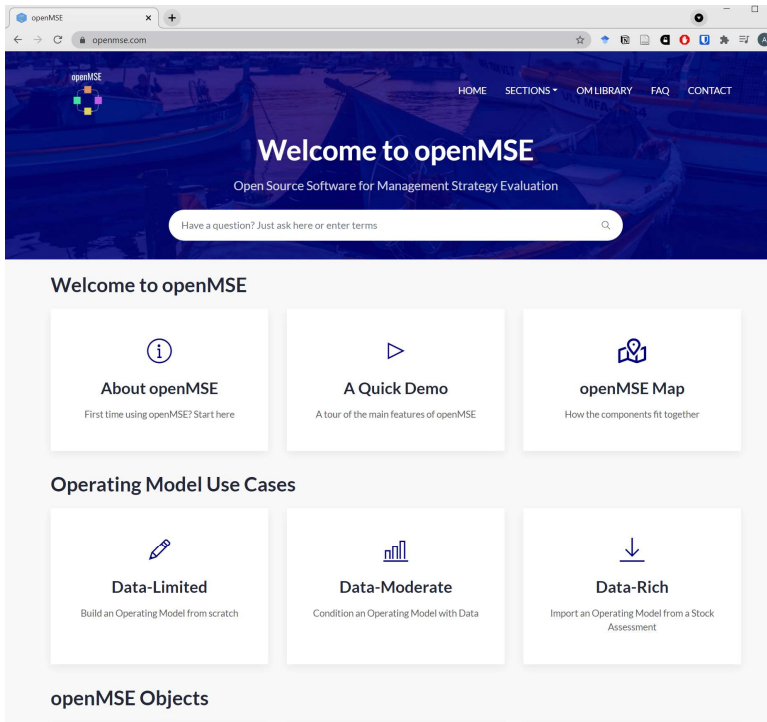 openMSE
openmse.com
openMSE
HOME SECTIONS OM LIBRARY FAQ CONTACT
Welcome to openMSE
Open Source Software for Management Strategy Evaluation
Have a question? Just ask here or enter terms
Welcome to openMSE
About openMSE
First time using openMSE? Start here
A Quick Demo
A tour of the main features of openMSE
openMSE Map
How the components fit together
Operating Model Use Cases
Data-Limited
Build an Operating Model from scratch
Data-Moderate
Condition an Operating Model with Data
Data-Rich
Import an Operating Model from a Stock
Assessment
openMSE Objects